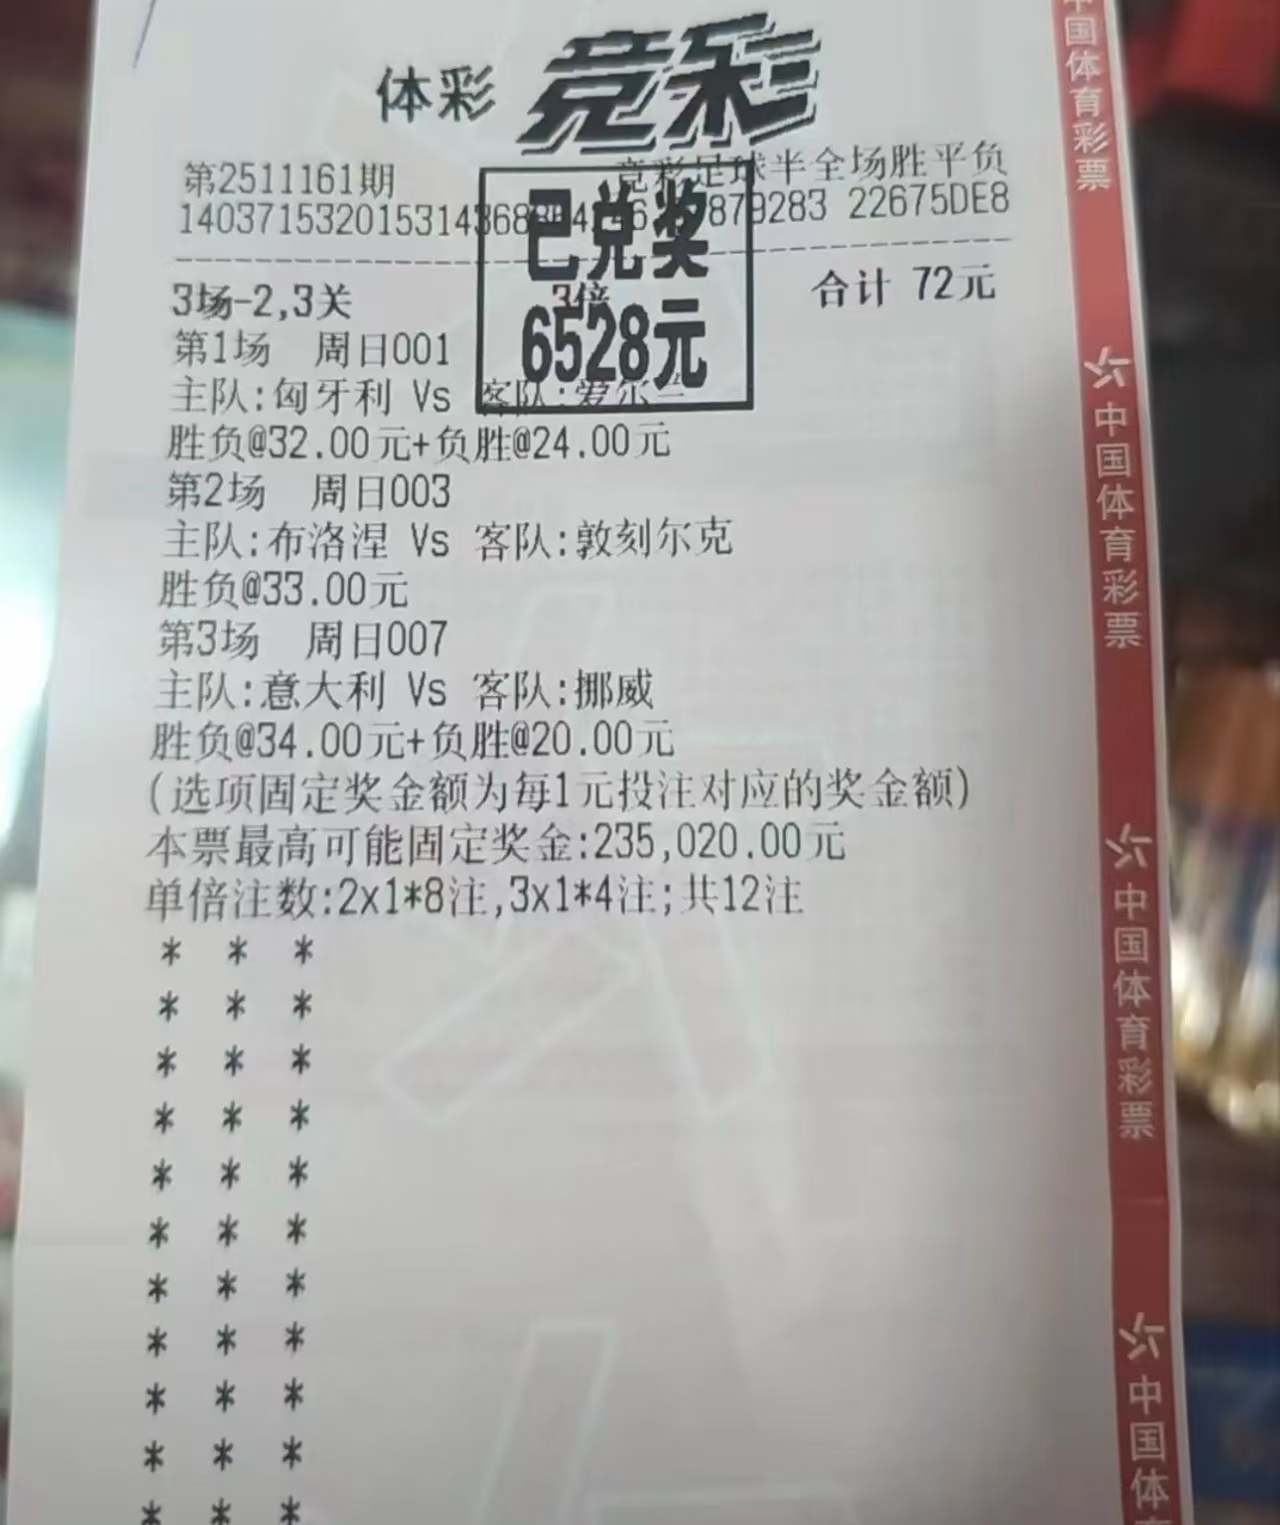 体彩 竞彩
第2511161期 竞彩足球半全场胜平负
879283 22675DE8
已兑奖
6528元
3场-2,3关 3倍 合计 72元
第1场 周日001
主队:匈牙利 Vs 客队:爱尔兰
胜负@32.00元+负胜@24.00元
第2场 周日003
主队:布洛涅 Vs 客队:敦刻尔克
胜负@33.00元
第3场 周日007
主队:意大利 Vs 客队:挪威
胜负@34.00元+负胜@20.00元
(选项固定奖金额为每1元投注对应的奖金额)
本票最高可能固定奖金:235,020.00元
单倍注数:2x1*8注,3x1*4注;共12注
* * *
* * *
* * *
* * *
* * *
* * *
* * *
* * *
* * *
* * *
* * *
中国体育彩票
中国体育彩票
中国体育彩票
中国体